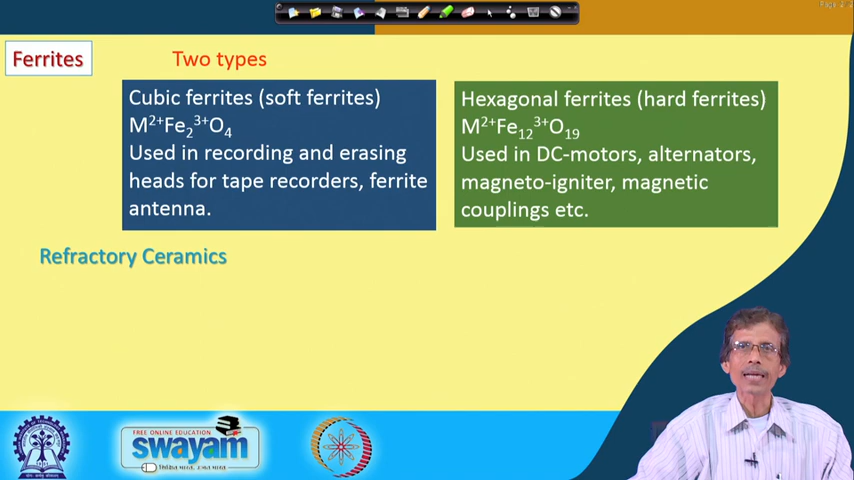 Ferrites
Two types
Cubic ferrites (soft ferrites)
M²⁺Fe₂³⁺O₄
Used in recording and erasing
heads for tape recorders, ferrite
antenna.
Hexagonal ferrites (hard ferrites)
M²⁺Fe₁₂³⁺O₁₉
Used in DC-motors, alternators,
magneto-igniter, magnetic
couplings etc.
Refractory Ceramics
FREE ONLINE EDUCATION
swayam